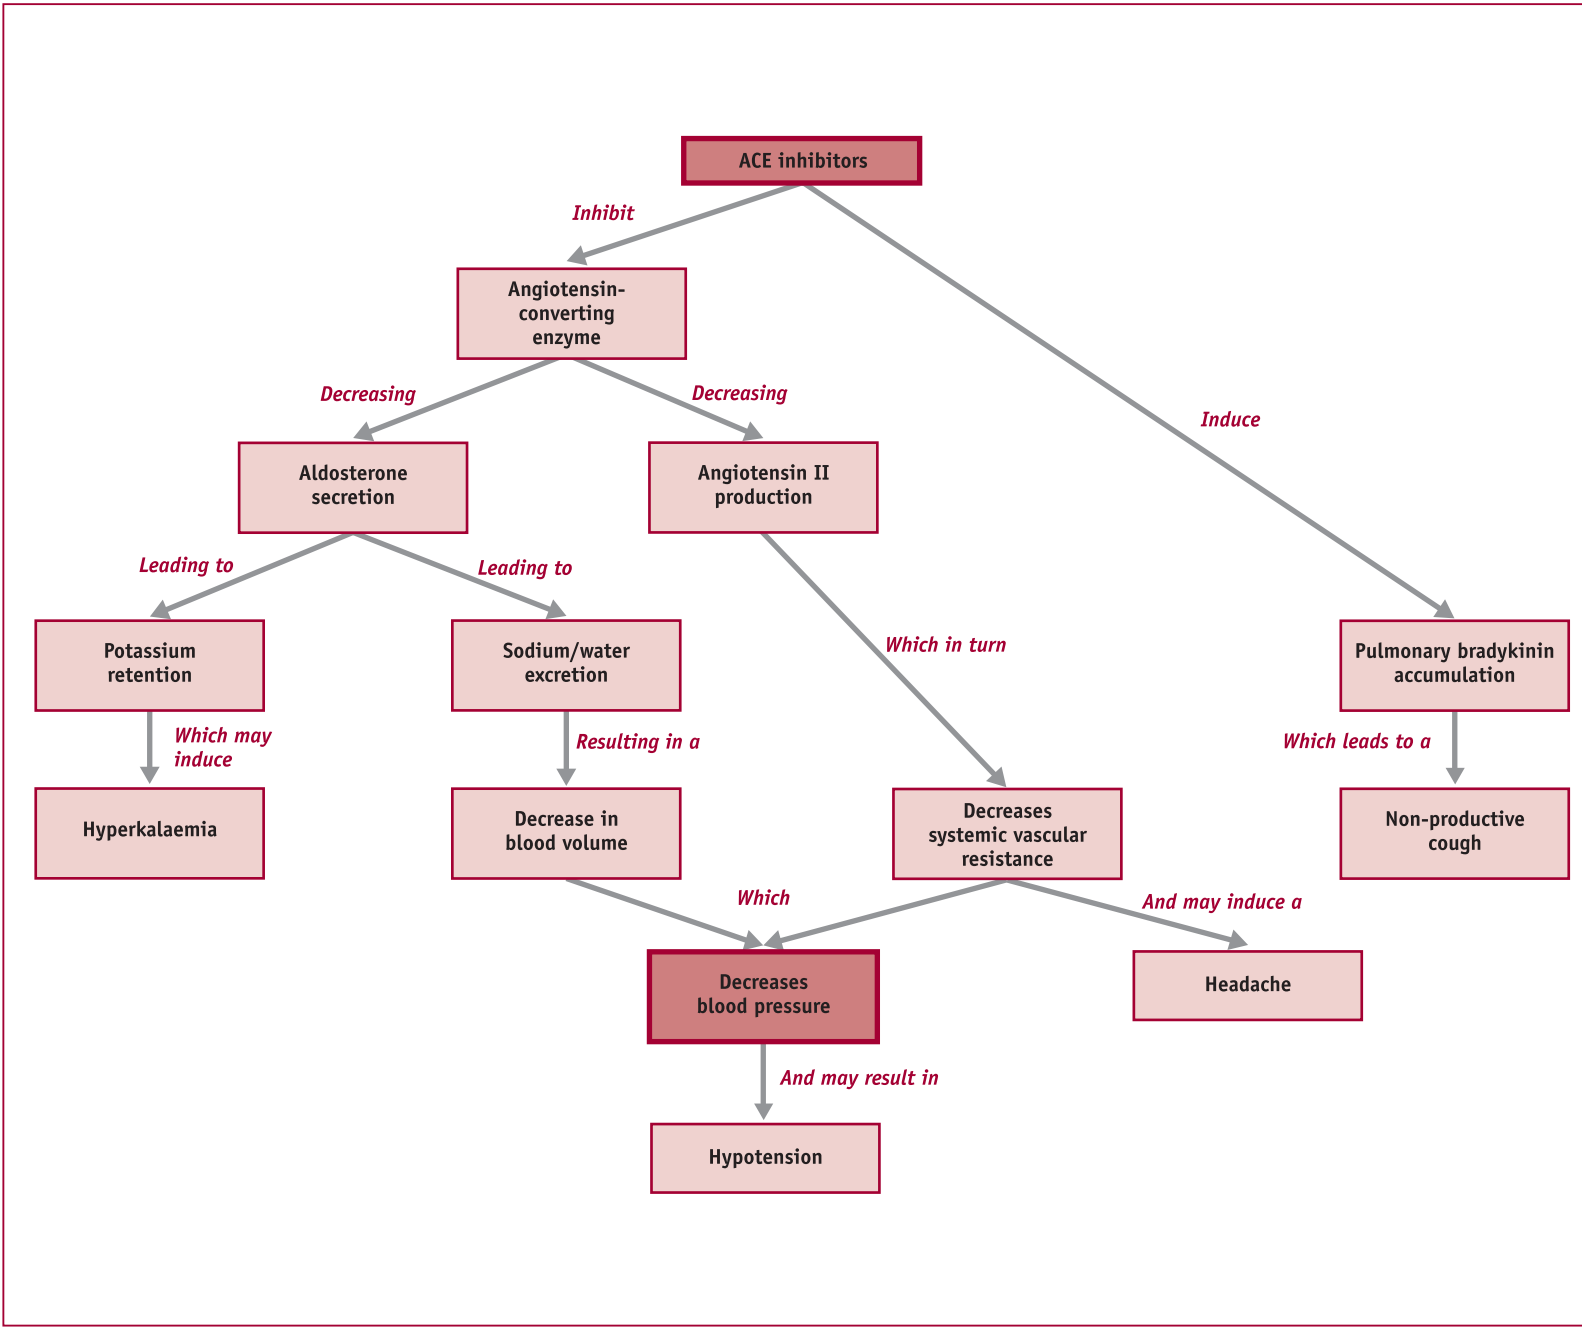 ACE inhibitors
Inhibit
Angiotensin-
converting
enzyme
Decreasing
Decreasing
Induce
Aldosterone
secretion
Angiotensin II
production
Leading to
Leading to
Which in turn
Potassium
retention
Sodium/water
excretion
Pulmonary bradykinin
accumulation
Which may
induce
Resulting in a
Which leads to a
Hyperkalaemia
Decrease in
blood volume
Decreases
systemic vascular
resistance
Non-productive
cough
Which
And may induce a
Decreases
blood pressure
Headache
And may result in
Hypotension